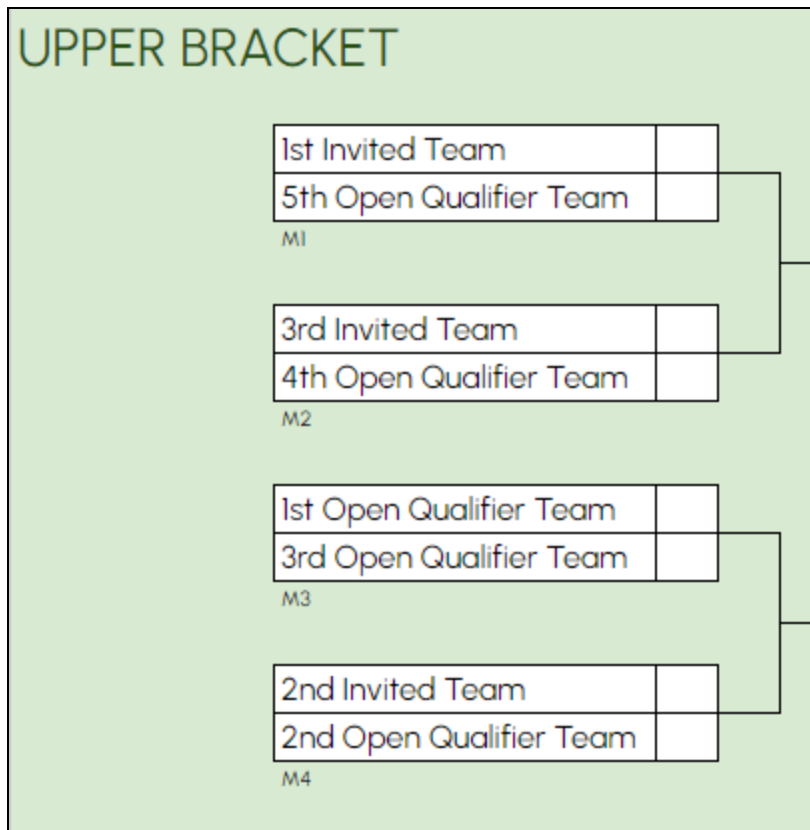 UPPER BRACKET
1st Invited Team
5th Open Qualifier Team
M1
3rd Invited Team
4th Open Qualifier Team
M2
1st Open Qualifier Team
3rd Open Qualifier Team
M3
2nd Invited Team
2nd Open Qualifier Team
M4